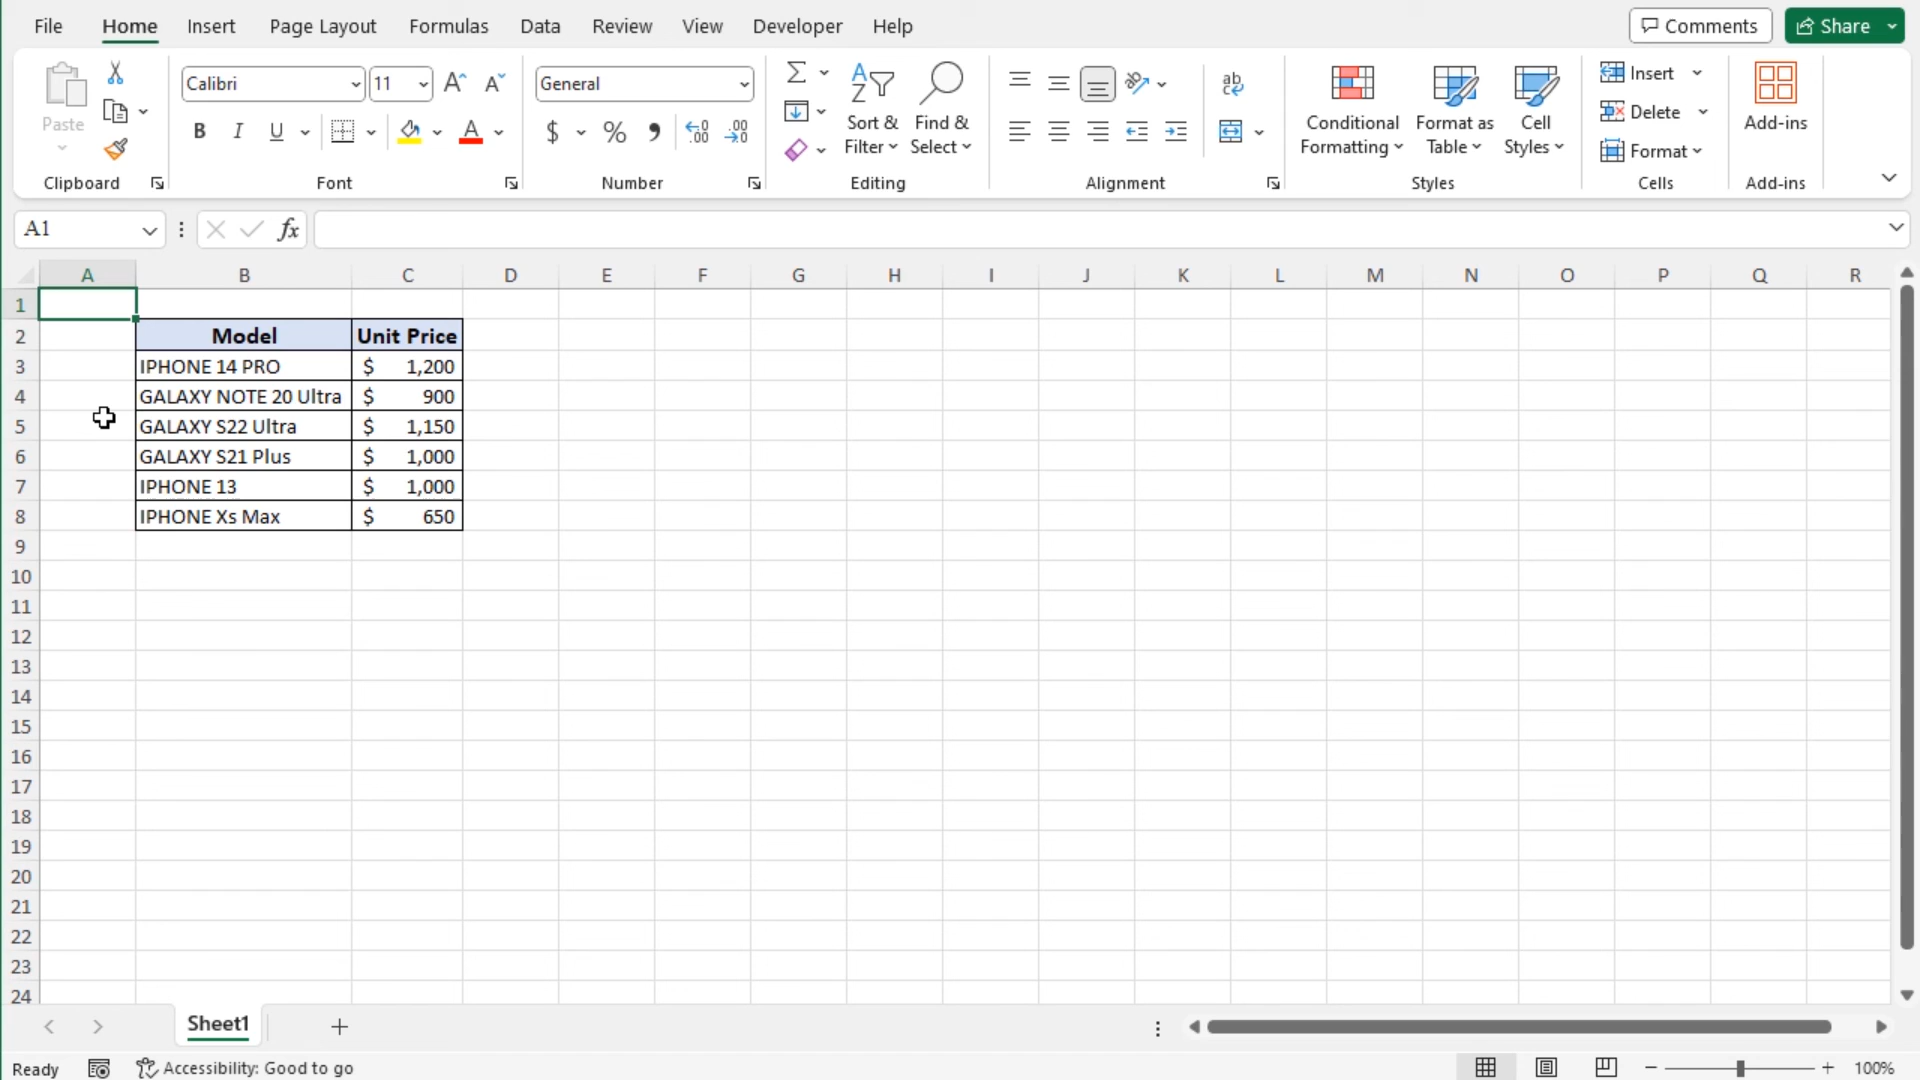 File Home Insert Page Layout Formulas Data Review View Developer Help Comments Share
Calibri 11 A A General Σ A Z ab c Insert
Paste B I U A $ % , .00 .0 Sort & Filter Find & Select Conditional Formatting Format as Table Cell Styles Delete Format Add-ins
Clipboard Font Number Editing Alignment Styles Cells Add-ins
A1 fx
A B C D E F G H I J K L M N O P Q R
1
2 Model Unit Price
3 IPHONE 14 PRO $ 1,200
4 GALAXY NOTE 20 Ultra $ 900
5 GALAXY S22 Ultra $ 1,150
6 GALAXY S21 Plus $ 1,000
7 IPHONE 13 $ 1,000
8 IPHONE Xs Max $ 650
9
10
11
12
13
14
15
16
17
18
19
20
21
22
23
24
Sheet1
Ready Accessibility: Good to go 100%